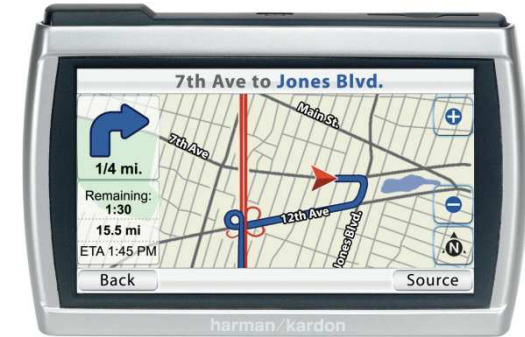 7th Ave to Jones Blvd.
1/4 mi.
Remaining:
1:30
15.5 mi
ETA 1:45 PM
Main St.
7th Ave
12th Ave
Jones Blvd.
N
Back
Source
harman/kardon